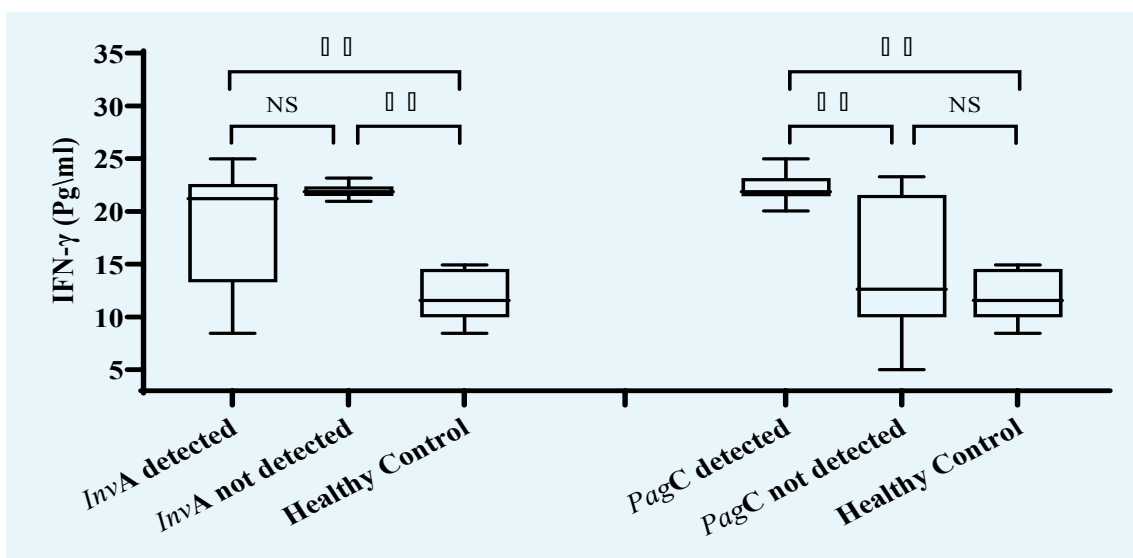 35
30
25
20
15
10
5
IFN-γ (Pg\ml)
NS
NS
InvA detected
InvA not detected
Healthy Control
PagC detected
PagC not detected
Healthy Control